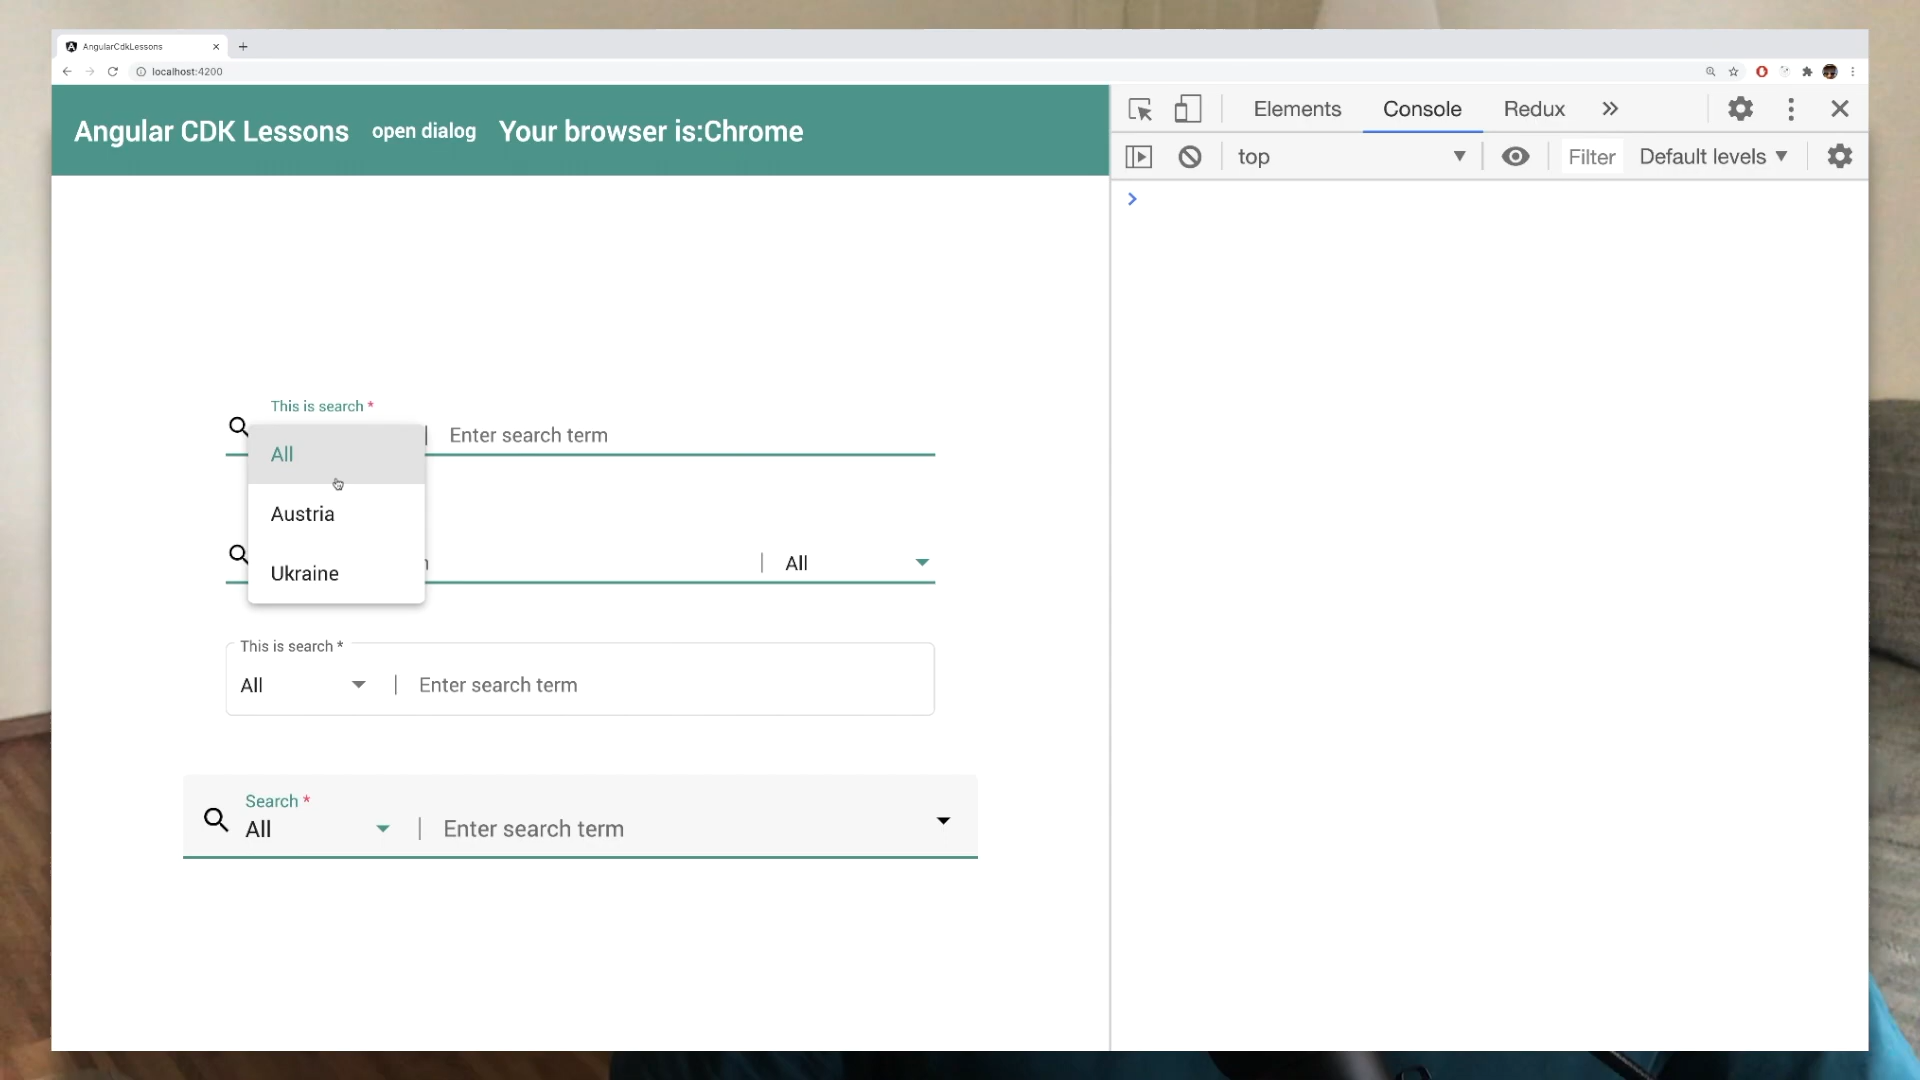 AngularCdkLessons
localhost:4200
Angular CDK Lessons open dialog Your browser is:Chrome
Elements Console Redux
top Filter Default levels
This is search *
Enter search term
All
Austria
All
Ukraine
This is search *
All Enter search term
Search *
All Enter search term